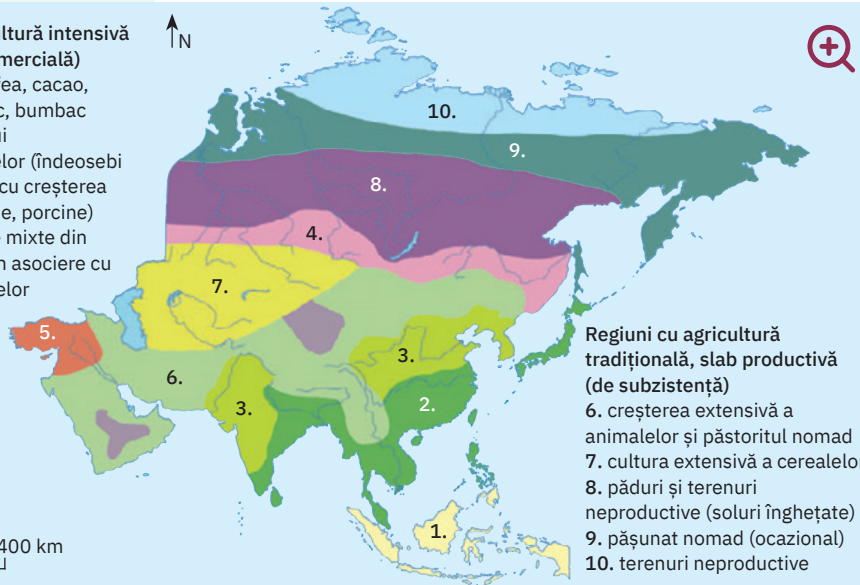 ltură intensivă
mercială)
fea, cacao,
c, bumbac
ui
elor (îndeosebi
cu creșterea
e, porcine)
mixte din
n asociere cu
elor
N
10.
9.
8.
4.
7.
5.
6.
3.
3.
2.
1.
400 km
Regiuni cu agricultură
tradițională, slab productivă
(de subzistență)
6. creșterea extensivă a
animalelor și păstoritul nomad
7. cultura extensivă a cerealelor
8. păduri și terenuri
neproductive (soluri înghețate)
9. pășunat nomad (ocazional)
10. terenuri neproductive